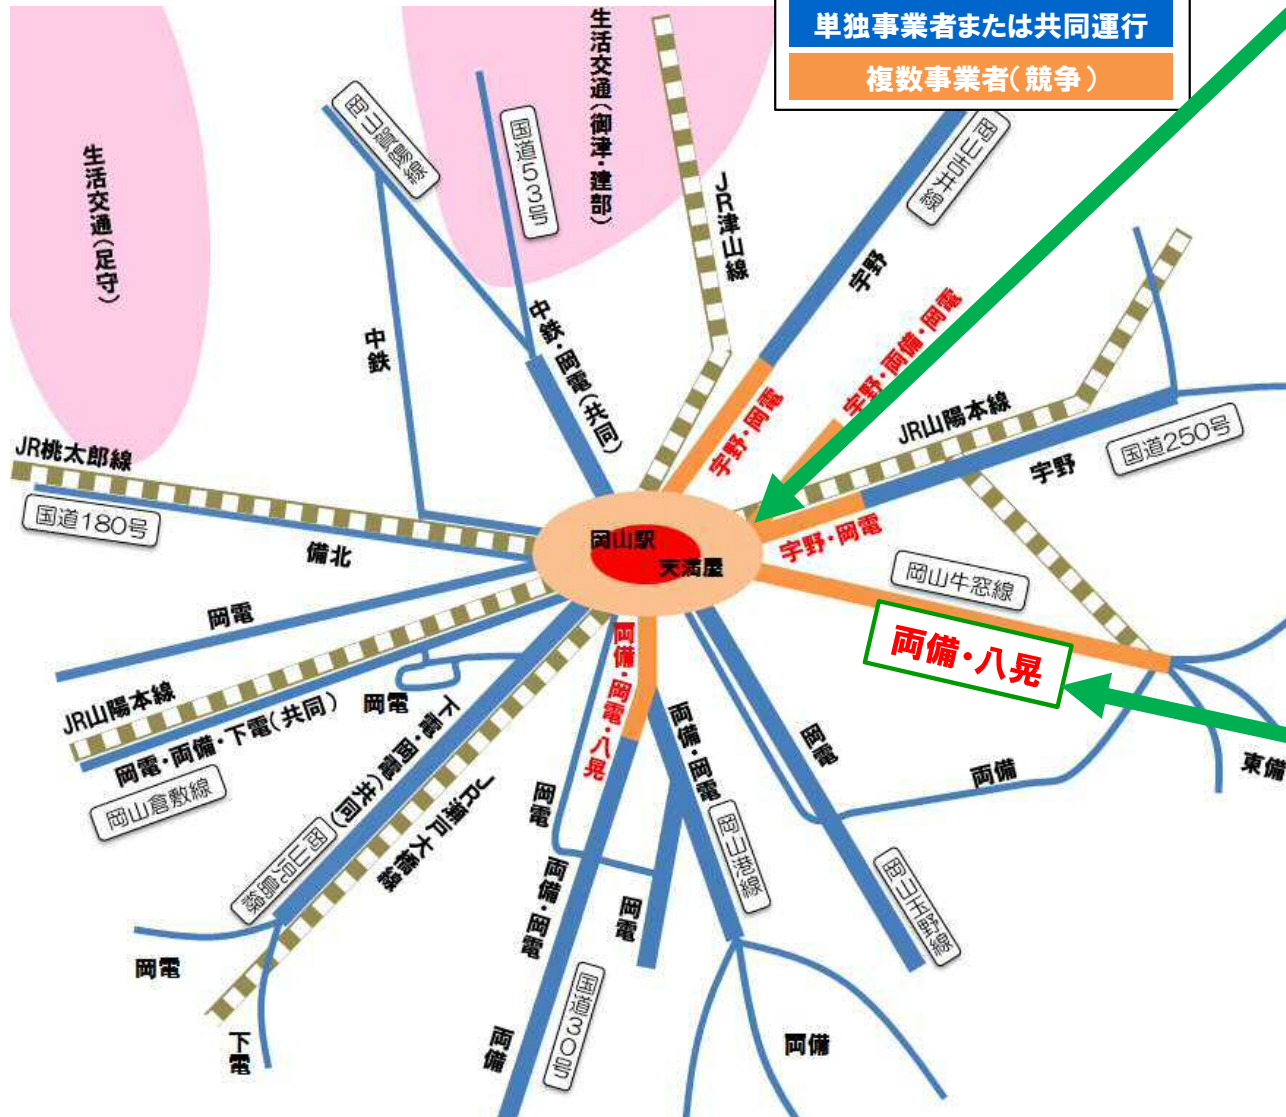 単独事業者または共同運行
複数事業者(競争)
生活交通(足守)
生活交通(御津・建部)
岡山賀陽線
国道53号
JR津山線
岡山吉井線
宇野
中鉄
中鉄・岡電(共同)
宇野・岡電
宇野・両備・岡電
JR山陽本線
宇野
国道250号
JR桃太郎線
国道180号
備北
岡山駅
天満屋
宇野・岡電
岡山牛窓線
両備・八晃
東備
岡電
JR山陽本線
岡電・両備・下電(共同)
岡山倉敷線
岡電
下電・岡電(共同)
岡山児島線
JR瀬戸大橋線
両備・岡電・八晃
両備・岡電
岡電
両備
岡電
両備・岡電
岡電
岡山港線
岡山玉野線
岡電
下電
両備
国道30号
両備